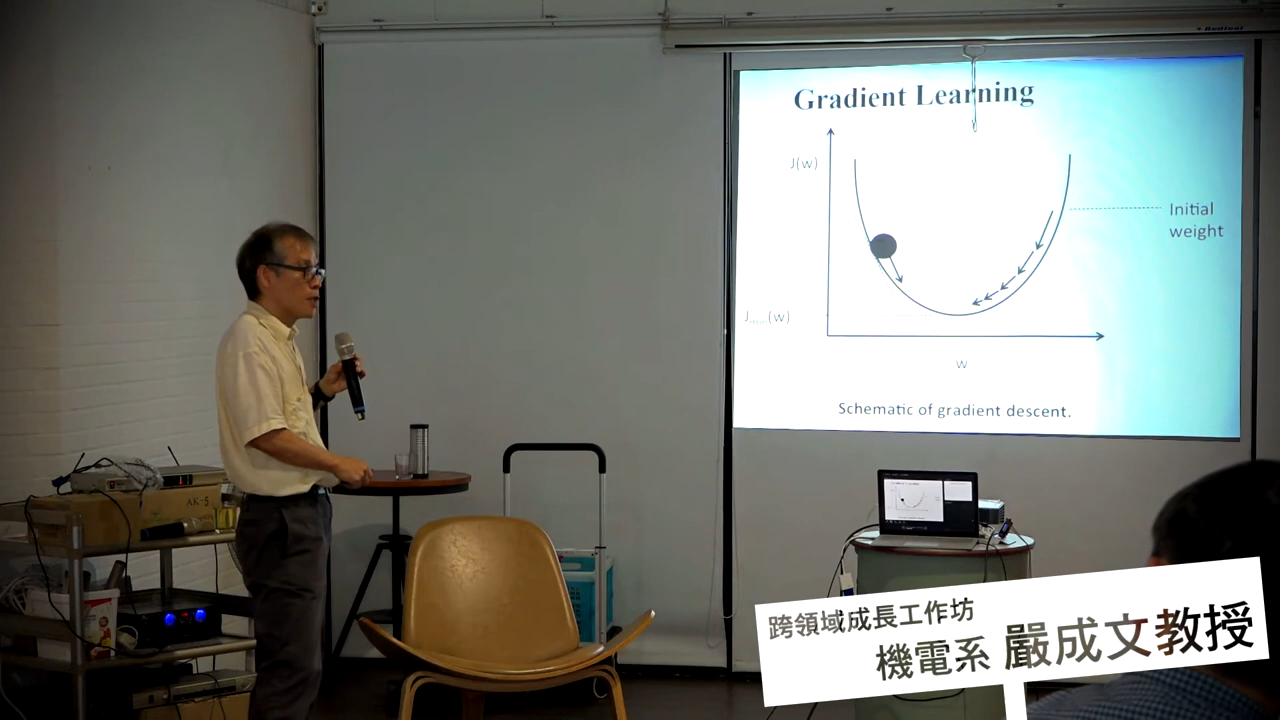 Gradient Learning
J(w)
Initial
weight
(w)
w
Schematic of gradient descent.
AK-5
跨領域成長工作坊
機電系 嚴成文教授